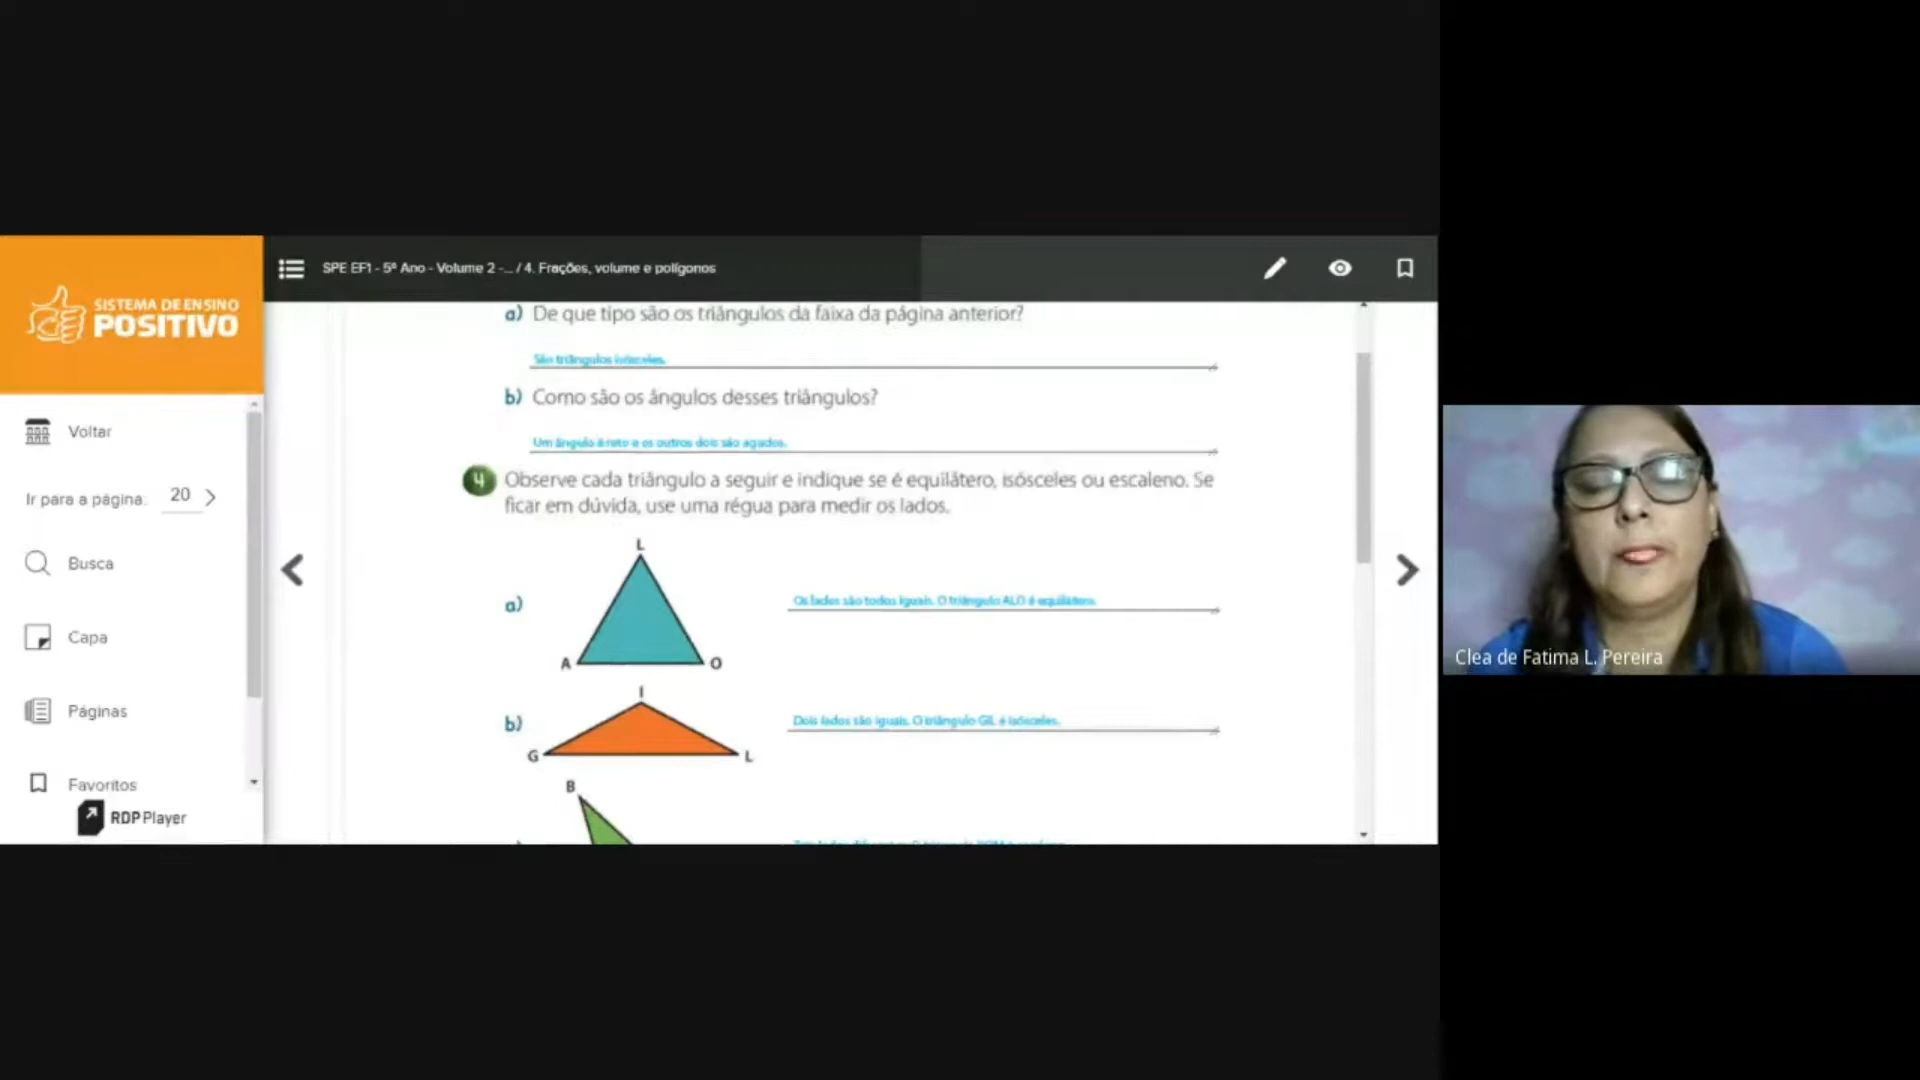 SISTEMA DE ENSINO
POSITIVO
SPE EF1 - 5º Ano - Volume 2 -... / 4. Frações, volume e polígonos
Voltar
Ir para a página: 20
Busca
Capa
Páginas
Favoritos
RDP Player
a) De que tipo são os triângulos da faixa da página anterior?
São triângulos isósceles.
b) Como são os ângulos desses triângulos?
Um ângulo é reto e os outros dois são agudos.
4 Observe cada triângulo a seguir e indique se é equilátero, isósceles ou escaleno. Se
ficar em dúvida, use uma régua para medir os lados.
L
a)
Os lados são todos iguais. O triângulo ALO é equilátero.
A O
I
b)
Dois lados são iguais. O triângulo GIL é isósceles.
G L
B
Clea de Fatima L. Pereira